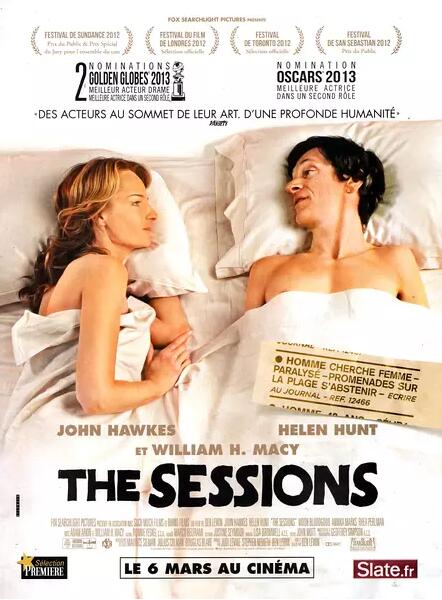 FOX SEARCHLIGHT PICTURES PRÉSENTE
FESTIVAL DE SUNDANCE 2012
Prix du Public & Prix Spécial
du Jury pour l'ensemble du cast
FESTIVAL DU FILM
DE LONDRES 2012
Sélection officielle
FESTIVAL
DE TORONTO 2012
Sélection officielle
FESTIVAL DE
SAN SEBASTIAN 2012
Prix du Public
2 NOMINATIONS
GOLDEN GLOBES 2013
MEILLEUR ACTEUR DRAME
MEILLEURE ACTRICE
DANS UN SECOND RÔLE
NOMINATION
OSCARS 2013
MEILLEURE ACTRICE
DANS UN SECOND RÔLE
«DES ACTEURS AU SOMMET DE LEUR ART. D'UNE PROFONDE HUMANITÉ»
VARIETY
JOURNAL - REF.
HOMME CHERCHE FEMME -
PARALYSÉ - PROMENADES SUR
LA PLAGE S'ABSTENIR - ECRIRE
AU JOURNAL - REF. 12466
HOMME
JOHN HAWKES HELEN HUNT
ET WILLIAM H. MACY
THE SESSIONS
Sélection
PREMIERE
LE 6 MARS AU CINÉMA
Slate.fr